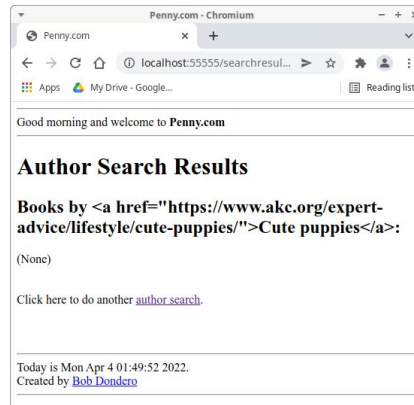 Penny.com - Chromium
Penny.com
localhost:55555/searchresul...
Apps My Drive - Google... Reading list
Good morning and welcome to Penny.com
Author Search Results
Books by <a href="https://www.akc.org/expert-
advice/lifestyle/cute-puppies/">Cute puppies</a>:
(None)
Click here to do another author search.
Today is Mon Apr 4 01:49:52 2022.
Created by Bob Dondero